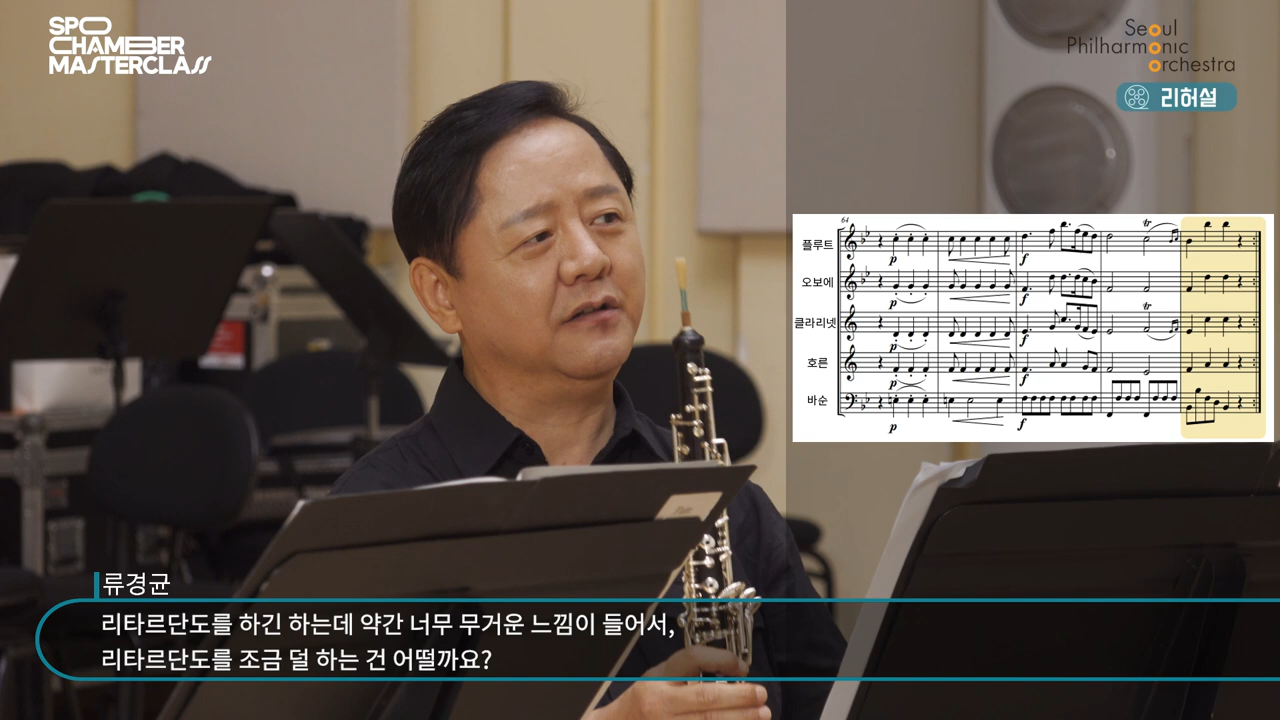 SPO
CHAMBER
MASTERCLASS
Seoul
Philharmonic
Orchestra
리허설
64
플루트
오보에
클라리넷
호른
바순
p
f
tr
p
f
p
f
tr
p
f
p
f
류경균
리타르단도를 하긴 하는데 약간 너무 무거운 느낌이 들어서,
리타르단도를 조금 덜 하는 건 어떨까요?